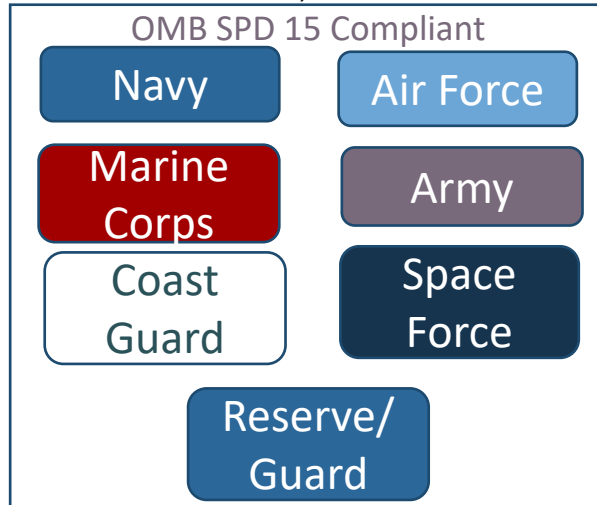 OMB SPD 15 Compliant
Navy
Air Force
Marine
Corps
Army
Coast
Guard
Space
Force
Reserve/
Guard